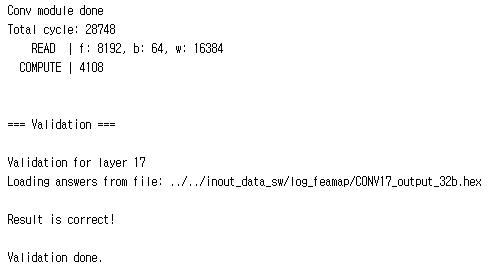 Conv module done
Total cycle: 28748
READ | f: 8192, b: 64, w: 16384
COMPUTE | 4108
=== Validation ===
Validation for layer 17
Loading answers from file: ../../inout_data_sw/log_feamap/CONV17_output_32b.hex
Result is correct!
Validation done.